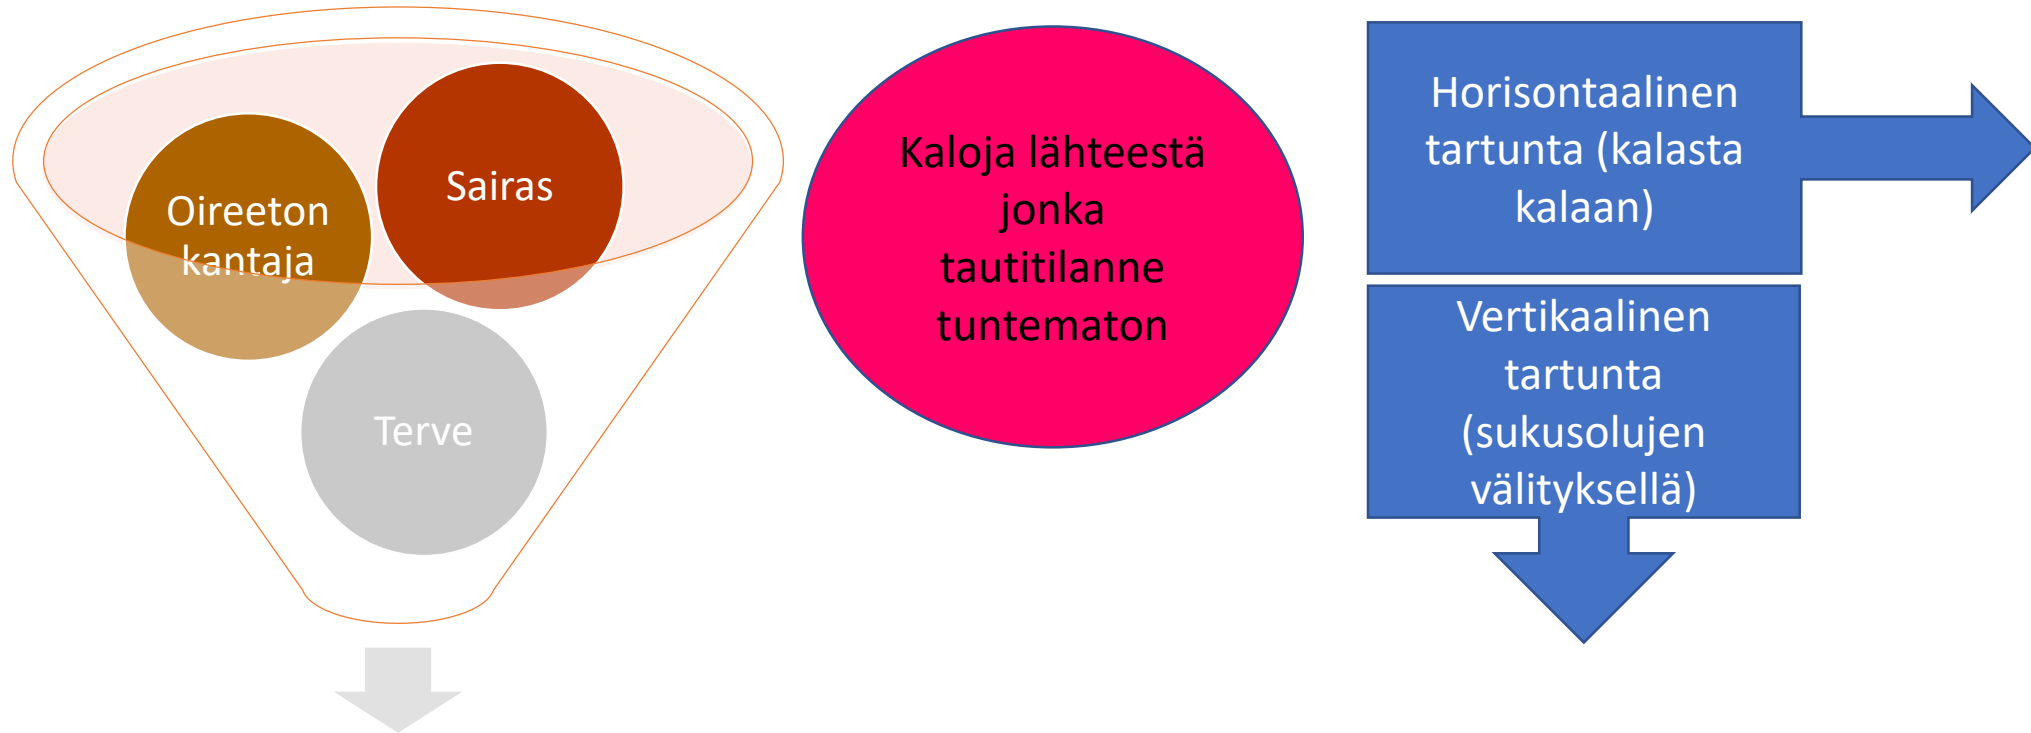 Oireeton
kantaja
Sairas
Terve
Kaloja lähteestä
jonka
tautitilanne
tuntematon
Horisontaalinen
tartunta (kalasta
kalaan)
Vertikaalinen
tartunta
(sukusolujen
välityksellä)